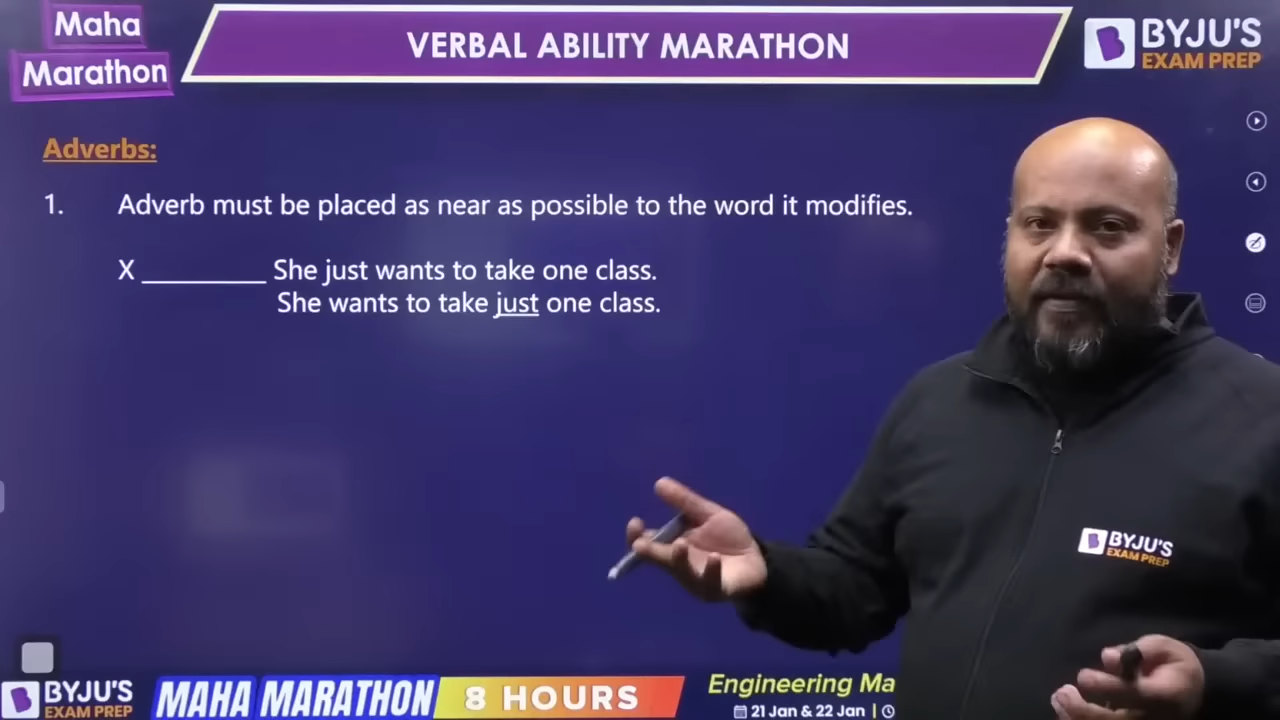 Maha
Marathon
VERBAL ABILITY MARATHON
BYJU'S
EXAM PREP
Adverbs:
1. Adverb must be placed as near as possible to the word it modifies.
X _________ She just wants to take one class.
She wants to take just one class.
BYJU'S
EXAM PREP
BYJU'S
EXAM PREP
MAHA MARATHON
8 HOURS
Engineering Ma
21 Jan & 22 Jan |